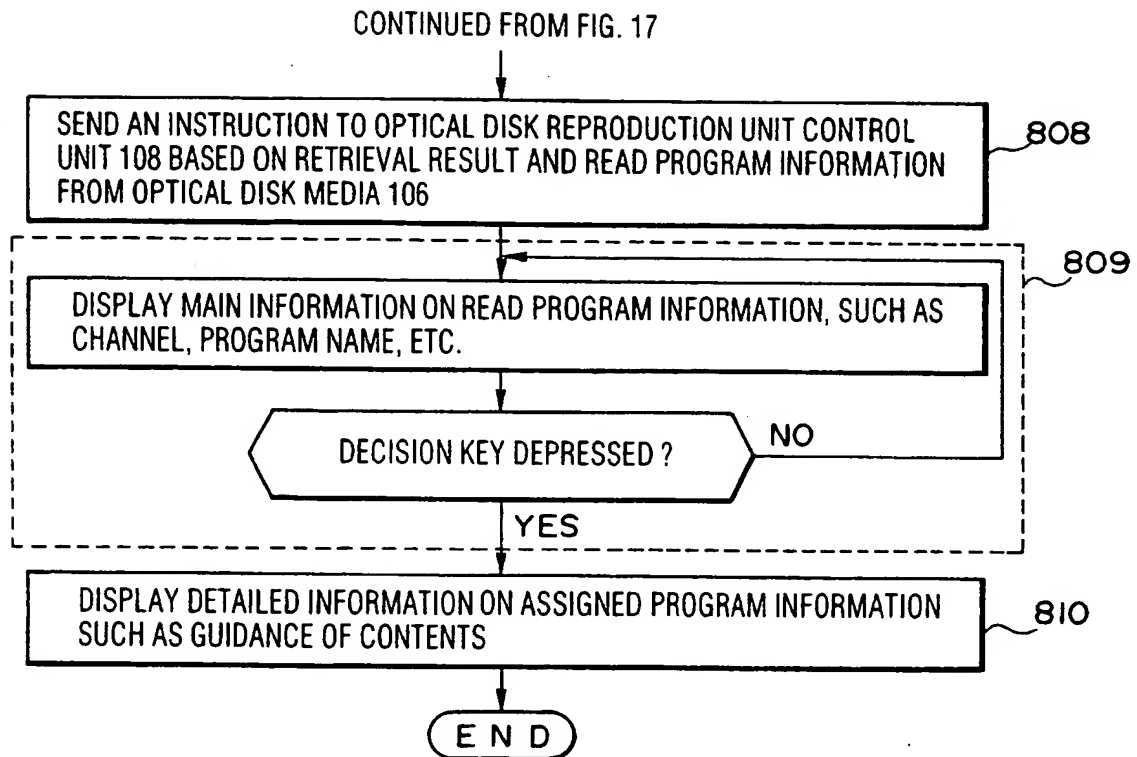 CONTINUED FROM FIG. 17
SEND AN INSTRUCTION TO OPTICAL DISK REPRODUCTION UNIT CONTROL
UNIT 108 BASED ON RETRIEVAL RESULT AND READ PROGRAM INFORMATION
FROM OPTICAL DISK MEDIA 106
808
809
DISPLAY MAIN INFORMATION ON READ PROGRAM INFORMATION, SUCH AS
CHANNEL, PROGRAM NAME, ETC.
DECISION KEY DEPRESSED ?
NO
YES
DISPLAY DETAILED INFORMATION ON ASSIGNED PROGRAM INFORMATION
SUCH AS GUIDANCE OF CONTENTS
810
END